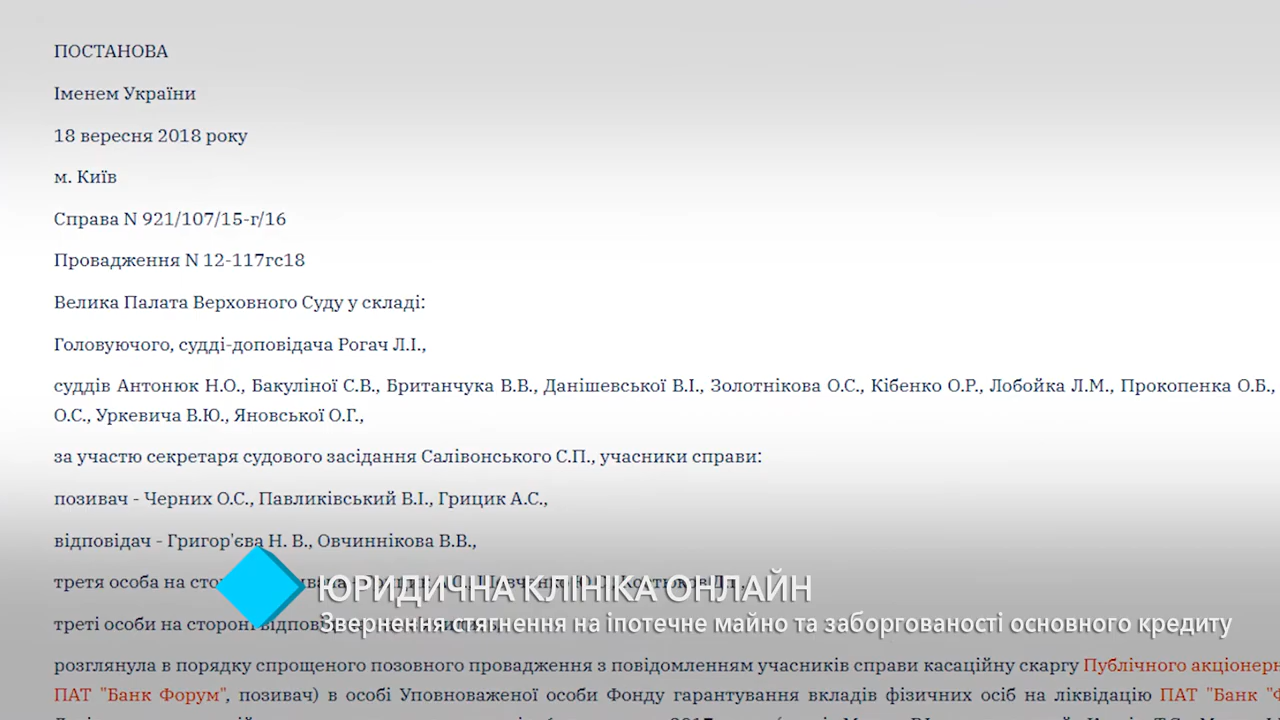 ПОСТАНОВА
Іменем України
18 вересня 2018 року
м. Київ
Справа N 921/107/15-г/16
Провадження N 12-117гс18
Велика Палата Верховного Суду у складі:
Головуючого, судді-доповідача Рогач Л.І.,
суддів Антонюк Н.О., Бакуліної С.В., Британчука В.В., Данішевської В.І., Золотнікова О.С., Кібенко О.Р., Лобойка Л.М., Прокопенка О.Б.,
О.С., Уркевича В.Ю., Яновської О.Г.,
за участю секретаря судового засідання Салівонського С.П., учасники справи:
позивач - Черних О.С., Павликівський В.І., Грицик А.С.,
відповідач - Григор'єва Н. В., Овчиннікова В.В.,
третя особа на
ЮРИДИЧНА КЛІНІКА ОНЛАЙН
треті особи на стороні
Звернення стягнення на іпотечне майно та заборгованості основного кредиту
розглянула в порядку спрощеного позовного провадження з повідомленням учасників справи касаційну скаргу Публічного
ПАТ "Банк Форум", позивач) в особі Уповноваженої особи Фонду гарантування вкладів фізичних осіб на ліквідацію ПАТ "Банк